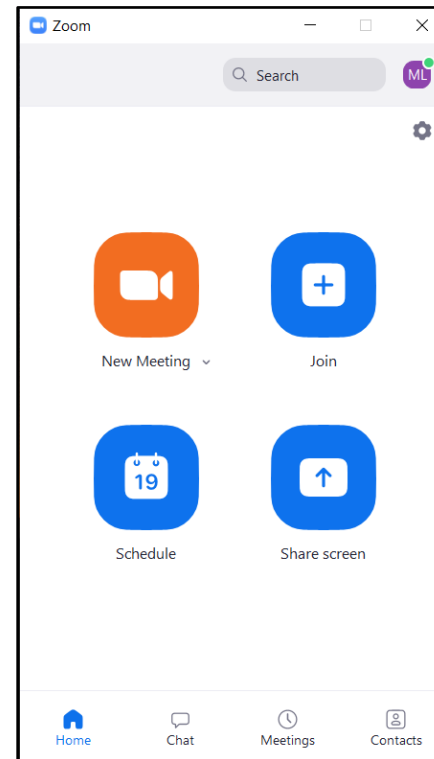 Zoom
Search
ML
New Meeting
Join
19
Schedule
Share screen
Home
Chat
Meetings
Contacts